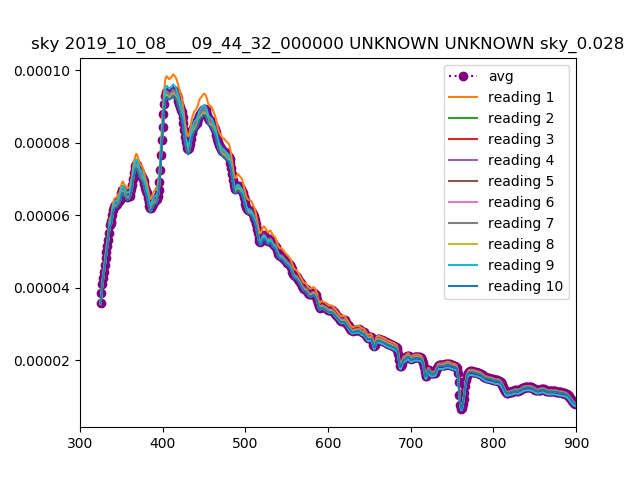 sky 2019_10_08___09_44_32_000000 UNKNOWN UNKNOWN sky_0.028
0.00010
0.00008
0.00006
0.00004
0.00002
300 400 500 600 700 800 900
avg
reading 1
reading 2
reading 3
reading 4
reading 5
reading 6
reading 7
reading 8
reading 9
reading 10